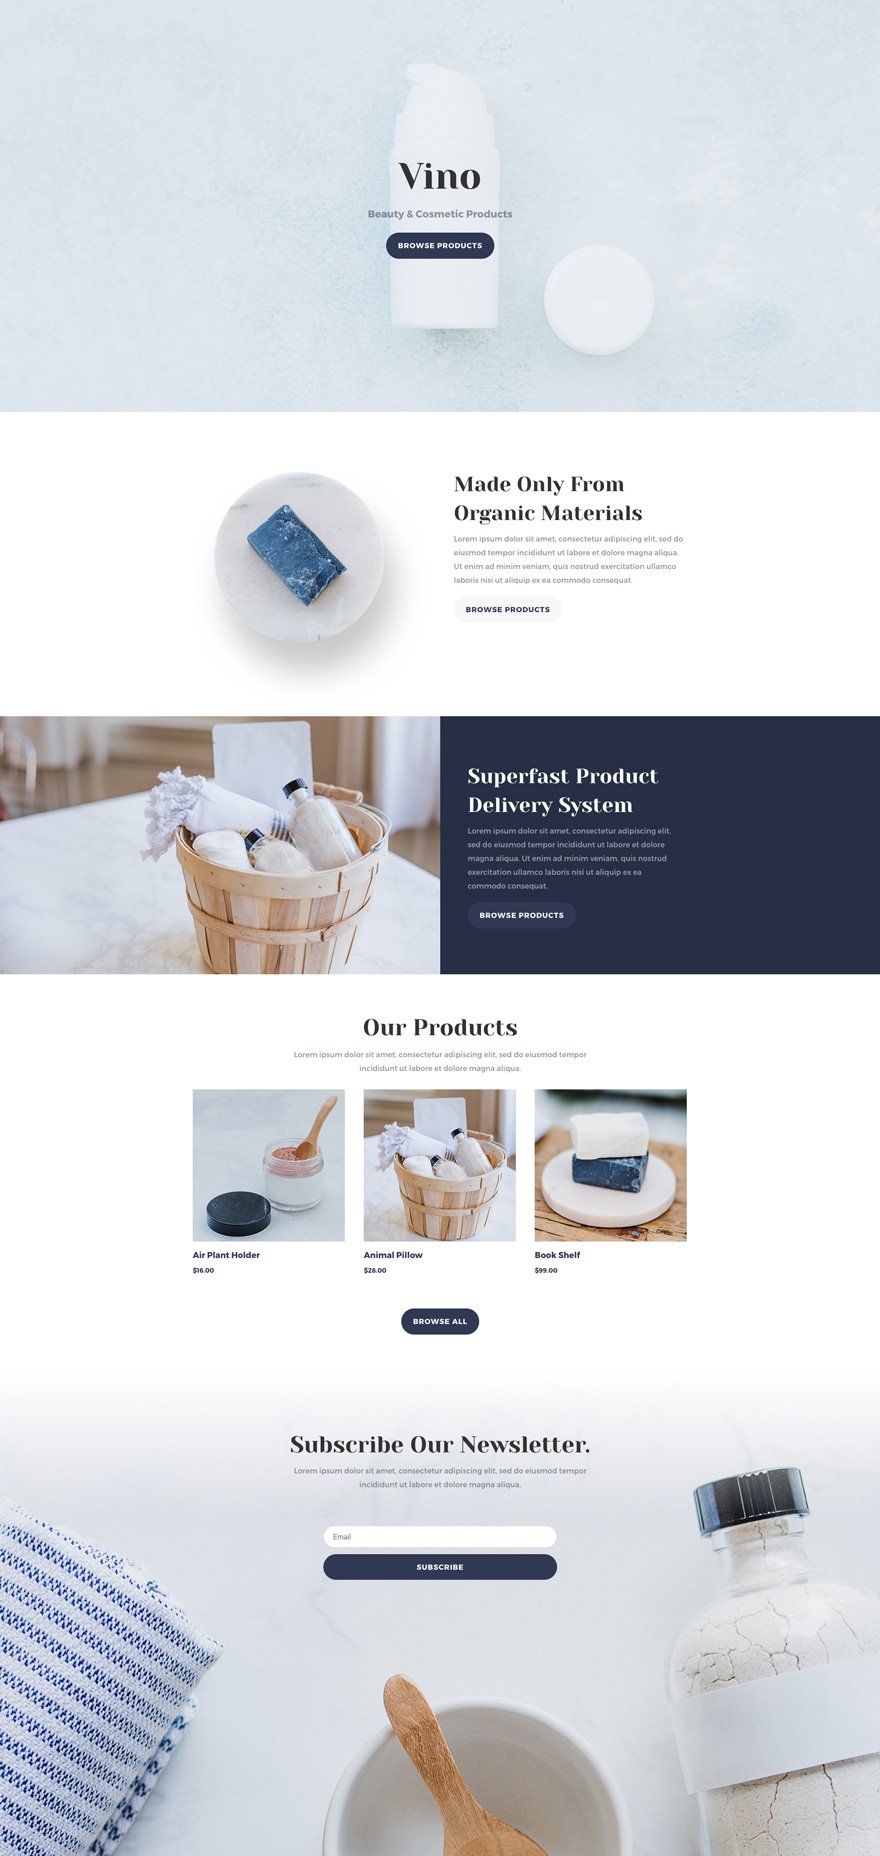 Vino
Beauty & Cosmetic Products
BROWSE PRODUCTS
Made Only From
Organic Materials
Lorem ipsum dolor sit amet, consectetur adipiscing elit, sed do
eiusmod tempor incididunt ut labore et dolore magna aliqua.
Ut enim ad minim veniam, quis nostrud exercitation ullamco
laboris nisi ut aliquip ex ea commodo consequat.
BROWSE PRODUCTS
Superfast Product
Delivery System
Lorem ipsum dolor sit amet, consectetur adipiscing elit,
sed do eiusmod tempor incididunt ut labore et dolore
magna aliqua. Ut enim ad minim veniam, quis nostrud
exercitation ullamco laboris nisi ut aliquip ex ea
commodo consequat.
BROWSE PRODUCTS
Our Products
Lorem ipsum dolor sit amet, consectetur adipiscing elit, sed do eiusmod tempor
incididunt ut labore et dolore magna aliqua.
Air Plant Holder
$16.00
Animal Pillow
$28.00
Book Shelf
$99.00
BROWSE ALL
Subscribe Our Newsletter.
Lorem ipsum dolor sit amet, consectetur adipiscing elit, sed do eiusmod tempor
incididunt ut labore et dolore magna aliqua.
Email
SUBSCRIBE